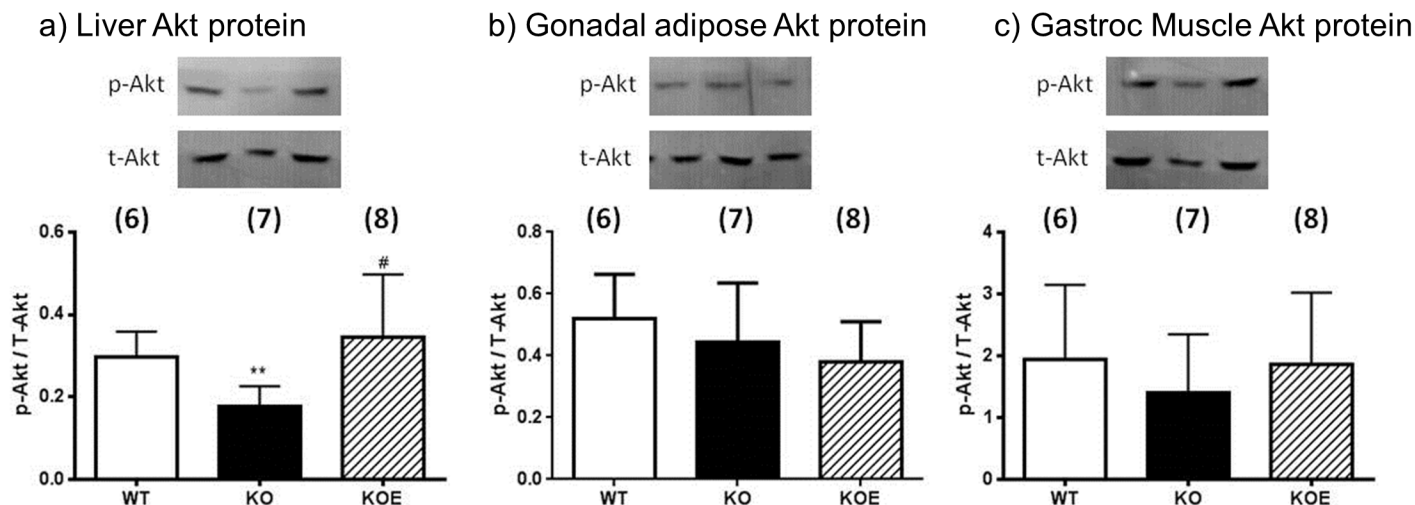 a) Liver Akt protein
p-Akt
t-Akt
(6) (7) (8)
0.6
0.4
0.2
0.0
p-Akt / T-Akt
**
#
WT KO KOE
b) Gonadal adipose Akt protein
p-Akt
t-Akt
(6) (7) (8)
0.8
0.6
0.4
0.2
0.0
p-Akt / T-Akt
WT KO KOE
c) Gastroc Muscle Akt protein
p-Akt
t-Akt
(6) (7) (8)
4
3
2
1
0
p-Akt / T-Akt
WT KO KOE